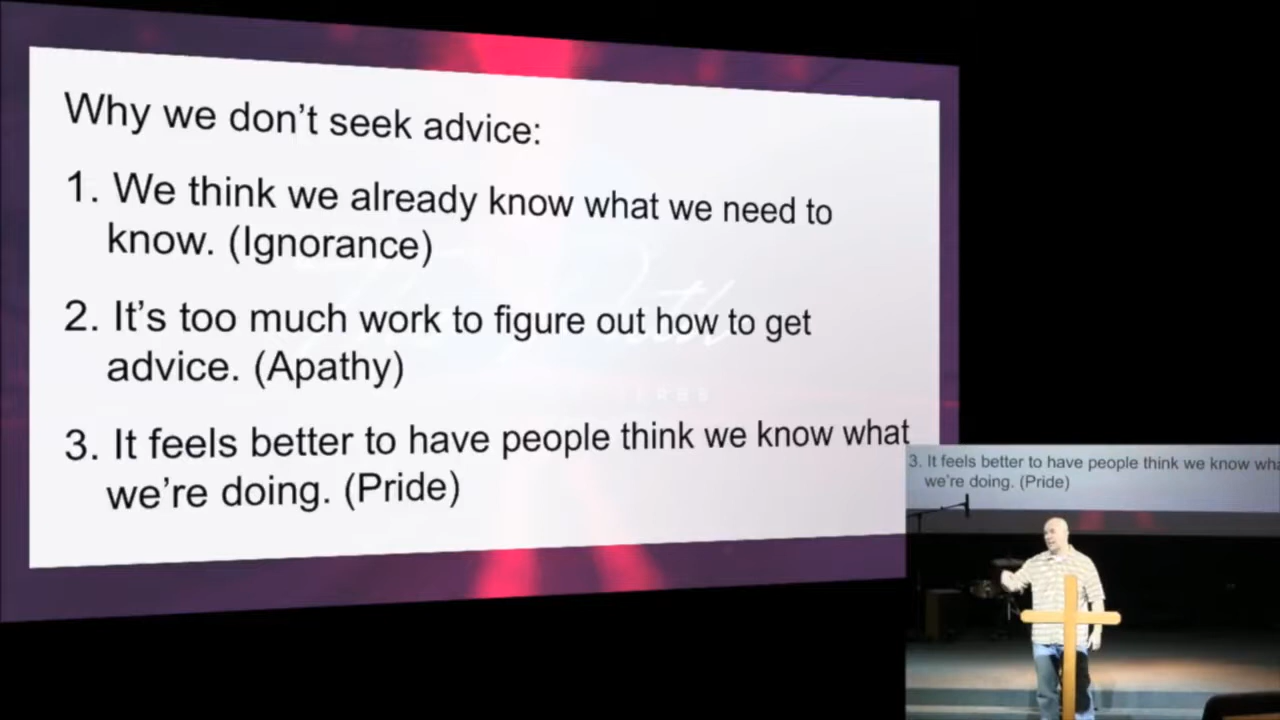 Why we don't seek advice:
1. We think we already know what we need to
know. (Ignorance)
2. It's too much work to figure out how to get
advice. (Apathy)
3. It feels better to have people think we know what
we're doing. (Pride)
3. It feels better to have people think we know
we're doing. (Pride)